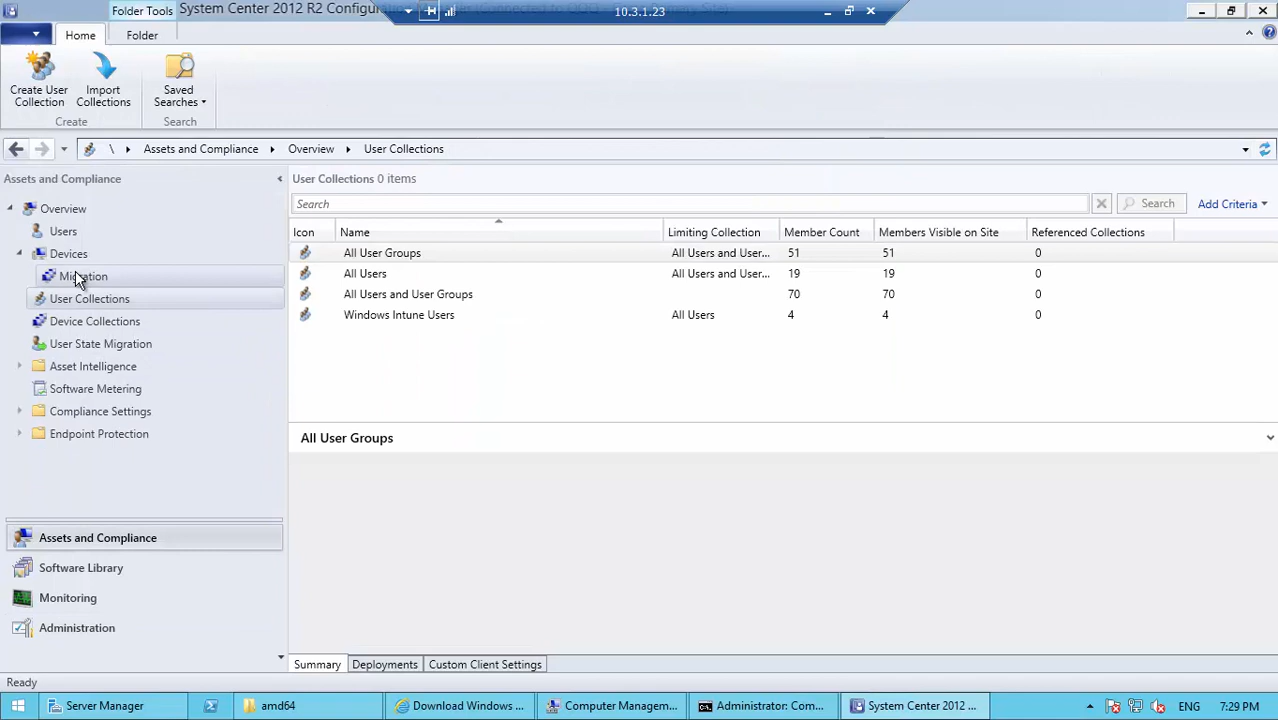 Folder Tools
System Center 2012 R2 Configura
10.3.1.23
Home
Folder
Create User
Collection
Import
Collections
Saved
Searches
Create
Search
\ Assets and Compliance Overview User Collections
Assets and Compliance
Overview
Users
Devices
Migration
User Collections
Device Collections
User State Migration
Asset Intelligence
Software Metering
Compliance Settings
Endpoint Protection
Assets and Compliance
Software Library
Monitoring
Administration
User Collections 0 items
Search
Search
Add Criteria
Icon Name Limiting Collection Member Count Members Visible on Site Referenced Collections
All User Groups All Users and User... 51 51 0
All Users All Users and User... 19 19 0
All Users and User Groups 70 70 0
Windows Intune Users All Users 4 4 0
All User Groups
Summary Deployments Custom Client Settings
Ready
Server Manager
amd64
Download Windows ...
Computer Managem...
Administrator: Com...
System Center 2012 ...
ENG
7:29 PM